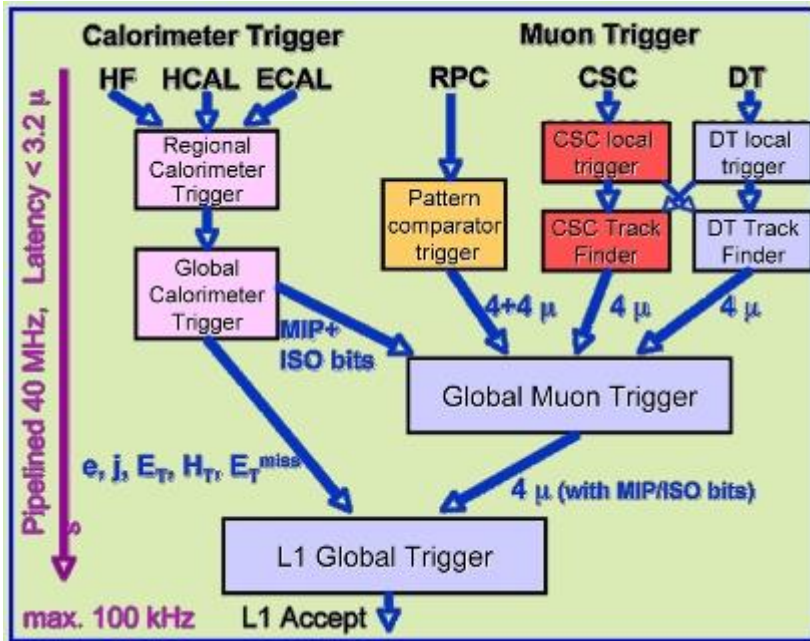 Calorimeter Trigger
Muon Trigger
HF HCAL ECAL
RPC CSC DT
Regional
Calorimeter
Trigger
CSC local
trigger
DT local
trigger
Pattern
comparator
trigger
CSC Track
Finder
DT Track
Finder
Global
Calorimeter
Trigger
MIP+
ISO bits
4+4 μ
4 μ
4 μ
Global Muon Trigger
e, j, E_T, H_T, E_T^miss
4 μ (with MIP/ISO bits)
L1 Global Trigger
L1 Accept
Pipelined 40 MHz, Latency < 3.2 μ
s
max. 100 kHz